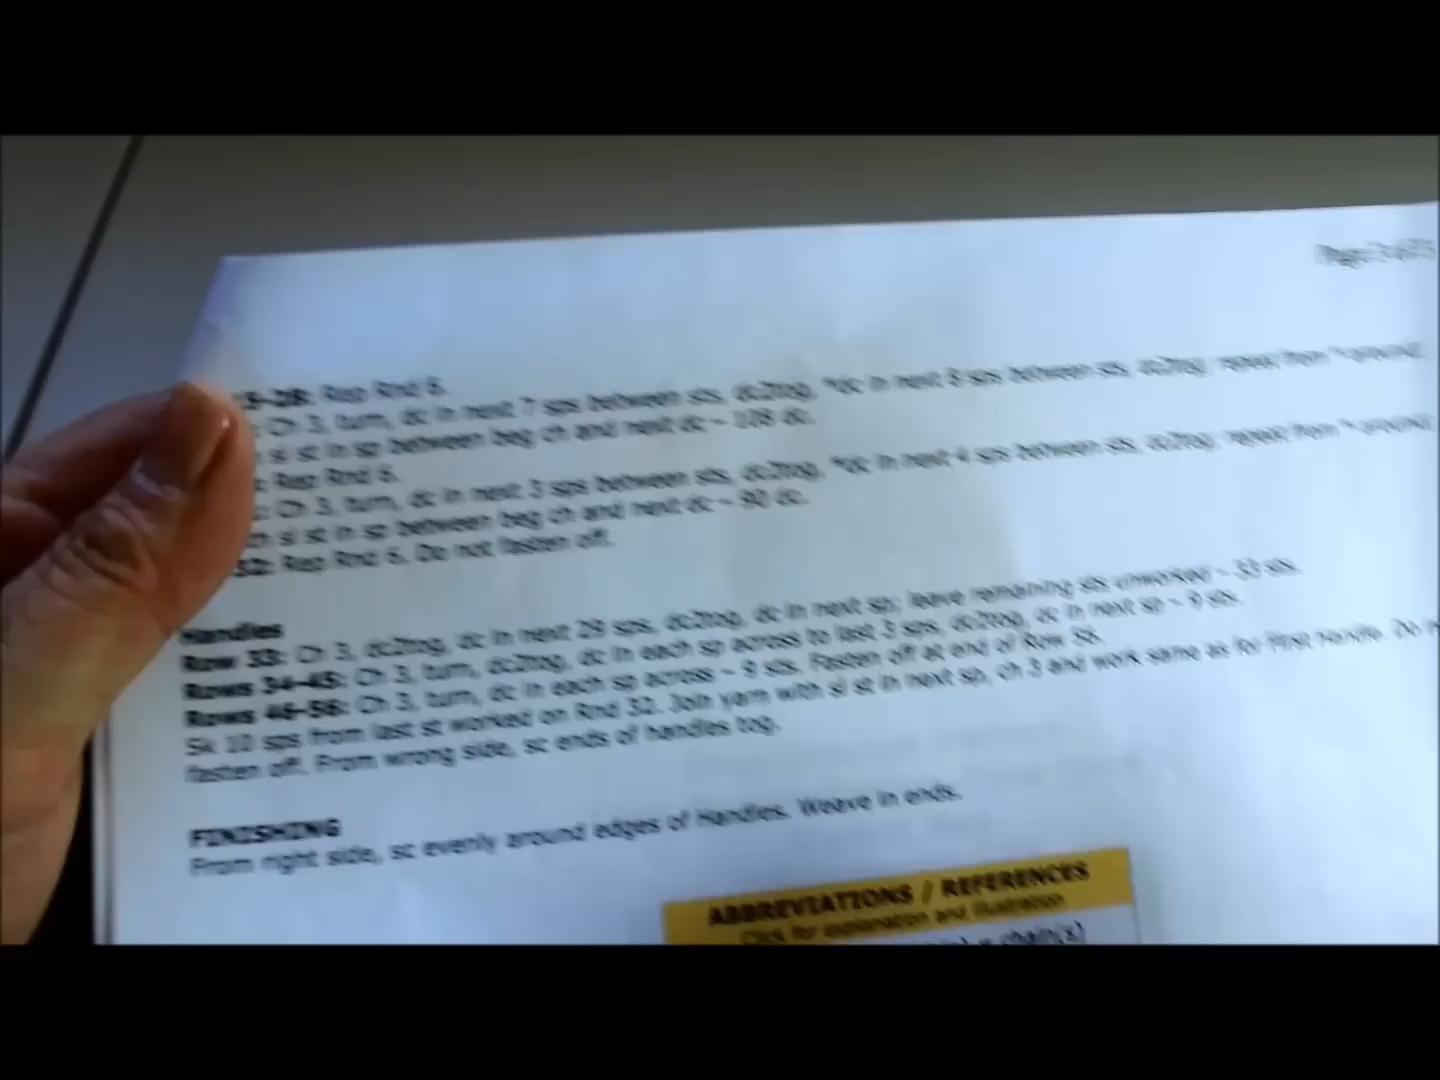 5-28: Rep Rnd 6.
Ch 3, turn, dc in next 7 sps between sts, dc2tog, *dc in next 8 sps between sts, dc2tog; repeat from * around;
sl st in sp between beg ch and next dc ~ 108 dc.
: Rep Rnd 6.
: Ch 3, turn, dc in next 3 sps between sts, dc2tog, *dc in next 4 sps between sts, dc2tog; repeat from * around;
sl st in sp between beg ch and next dc ~ 90 dc.
32: Rep Rnd 6. Do not fasten off.
Handles
Row 33: Ch 3, dc2tog, dc in next 29 sps, dc2tog, dc in next sp; leave remaining sts unworked ~ 33 sts.
Rows 34-45: Ch 3, turn, dc2tog, dc in each sp across to last 3 sps, dc2tog, dc in next sp ~ 9 sts.
Rows 46-56: Ch 3, turn, dc in each sp across ~ 9 sts. Fasten off at end of Row 56.
Sk 10 sps from last st worked on Rnd 32. Join yarn with sl st in next sp, ch 3 and work same as for First Handle. Do
fasten off. From wrong side, sc ends of handles tog.
FINISHING
From right side, sc evenly around edges of Handles. Weave in ends.
ABBREVIATIONS / REFERENCES
Click for explanation and illustration
= chain(s)